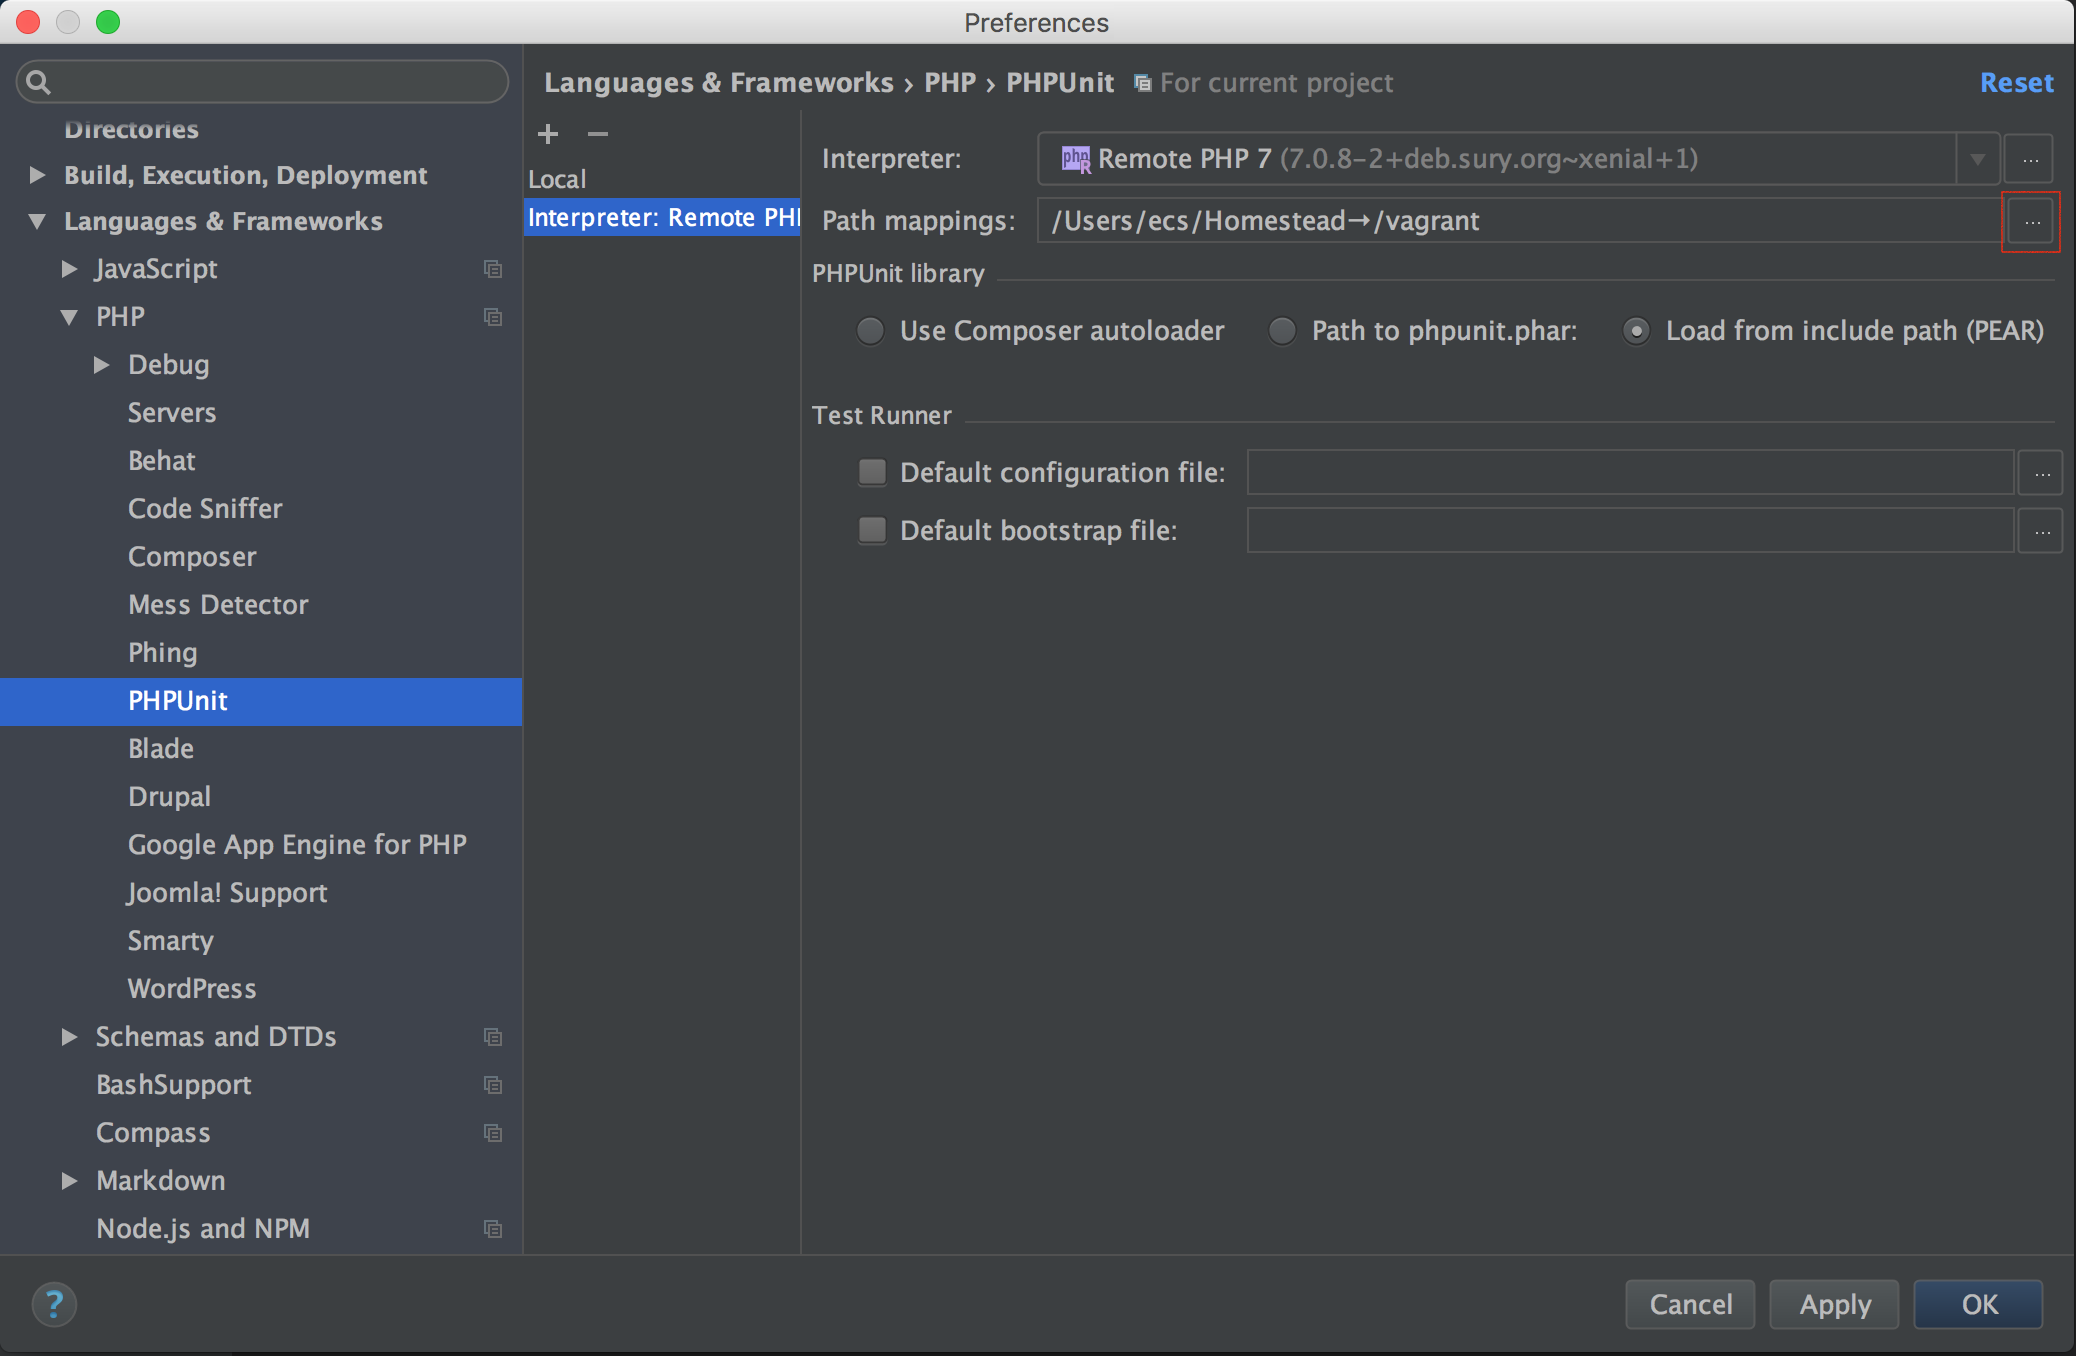 Preferences
Directories
Build, Execution, Deployment
Languages & Frameworks
JavaScript
PHP
Debug
Servers
Behat
Code Sniffer
Composer
Mess Detector
Phing
PHPUnit
Blade
Drupal
Google App Engine for PHP
Joomla! Support
Smarty
WordPress
Schemas and DTDs
BashSupport
Compass
Markdown
Node.js and NPM
Languages & Frameworks › PHP › PHPUnit For current project Reset
Local
Interpreter: Remote PH
Interpreter: php R Remote PHP 7 (7.0.8-2+deb.sury.org~xenial+1) ...
Path mappings: /Users/ecs/Homestead→/vagrant ...
PHPUnit library
Use Composer autoloader Path to phpunit.phar: Load from include path (PEAR)
Test Runner
Default configuration file: ...
Default bootstrap file: ...
? Cancel Apply OK